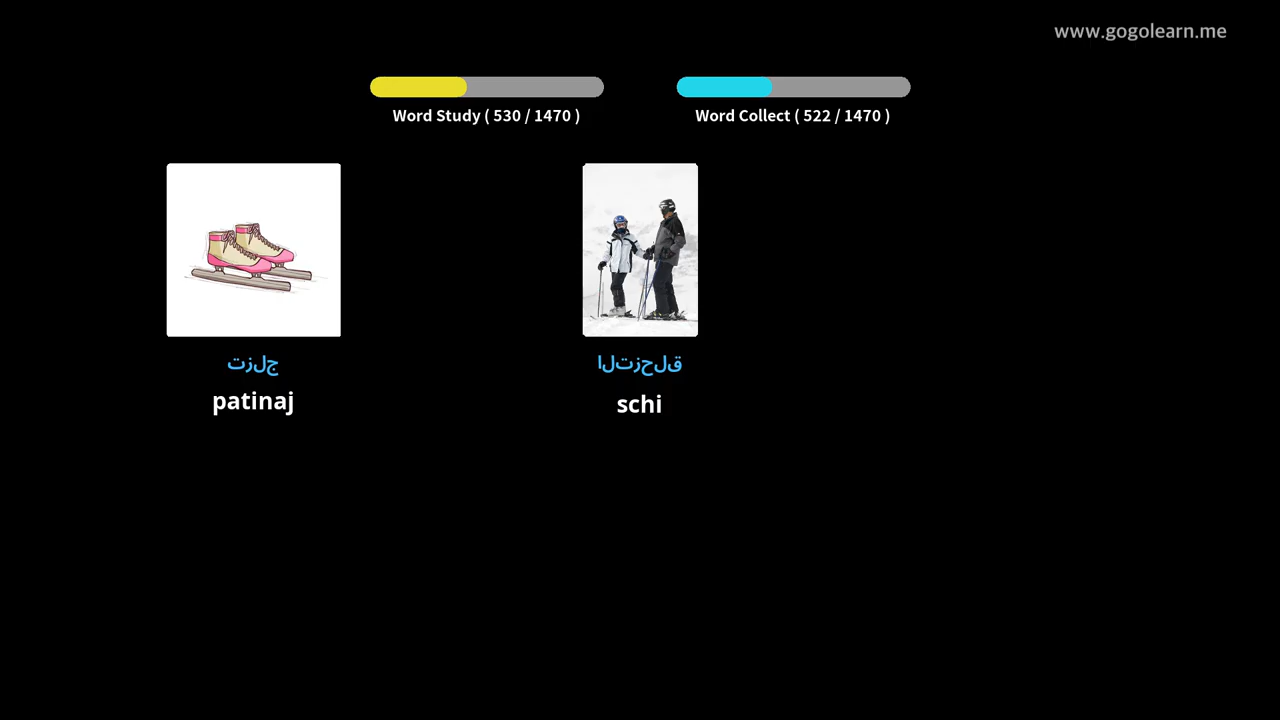 www.gogolearn.me
Word Study ( 530 / 1470 )
Word Collect ( 522 / 1470 )
تزلج
patinaj
التزحلق
schi